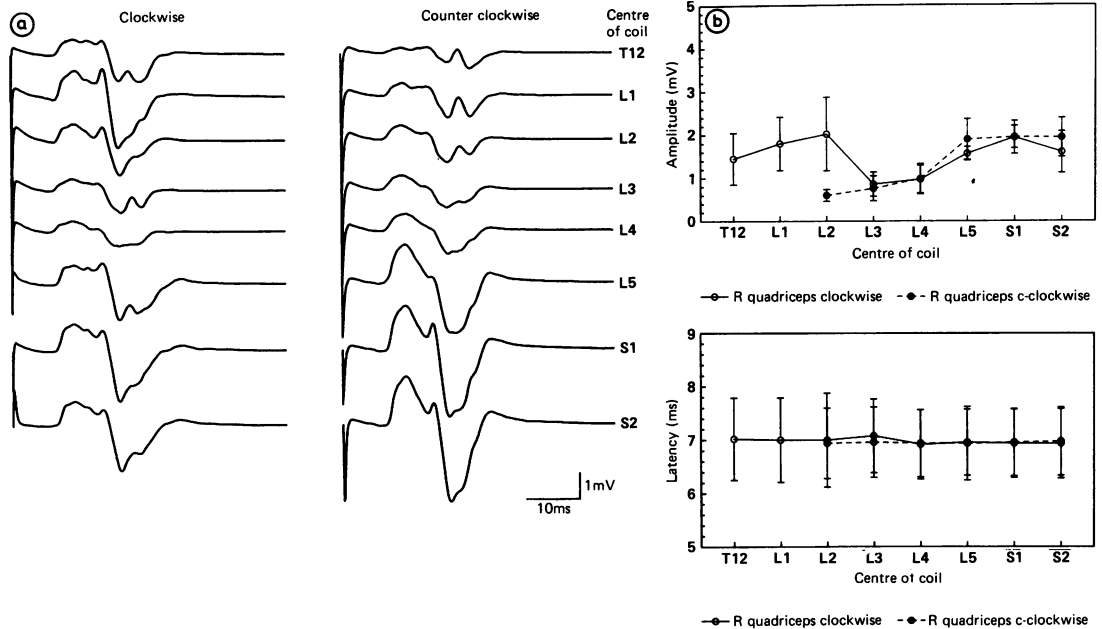 a
Clockwise
Counter clockwise
Centre
of coil
T12
L1
L2
L3
L4
L5
S1
S2
1mV
10ms
b
5
4
3
2
1
0
Amplitude (mV)
T12 L1 L2 L3 L4 L5 S1 S2
Centre of coil
R quadriceps clockwise R quadriceps c-clockwise
9
8
7
6
5
Latency (ms)
T12 L1 L2 L3 L4 L5 S1 S2
Centre of coil
R quadriceps clockwise R quadriceps c-clockwise